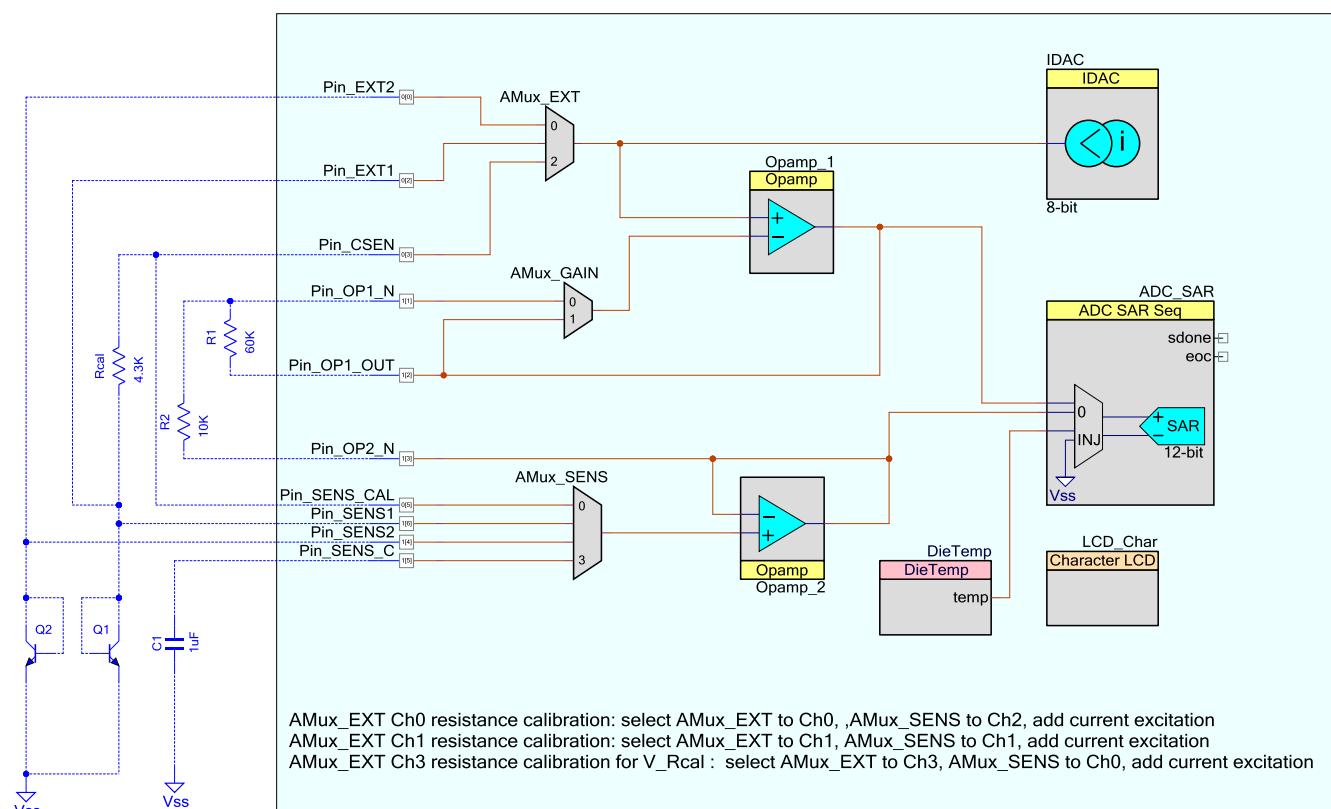 IDAC
IDAC
8-bit
Pin_EXT2
0[0]
AMux_EXT
0
2
Pin_EXT1
0[2]
Opamp_1
Opamp
+
−
Pin_CSEN
0[3]
AMux_GAIN
Pin_OP1_N
1[1]
0
1
R1
60K
Pin_OP1_OUT
1[2]
Rcal
4.3K
R2
10K
ADC_SAR
ADC SAR Seq
sdone
eoc
0
INJ
+
−
SAR
12-bit
Vss
Pin_OP2_N
1[3]
AMux_SENS
Pin_SENS_CAL
0[5]
0
Pin_SENS1
1[6]
Pin_SENS2
1[4]
Pin_SENS_C
1[5]
3
−
+
Opamp
Opamp_2
DieTemp
DieTemp
temp
LCD_Char
Character LCD
Q2
Q1
C1
1uF
AMux_EXT Ch0 resistance calibration: select AMux_EXT to Ch0, ,AMux_SENS to Ch2, add current excitation
AMux_EXT Ch1 resistance calibration: select AMux_EXT to Ch1, AMux_SENS to Ch1, add current excitation
AMux_EXT Ch3 resistance calibration for V_Rcal : select AMux_EXT to Ch3, AMux_SENS to Ch0, add current excitation
Vss
Vss